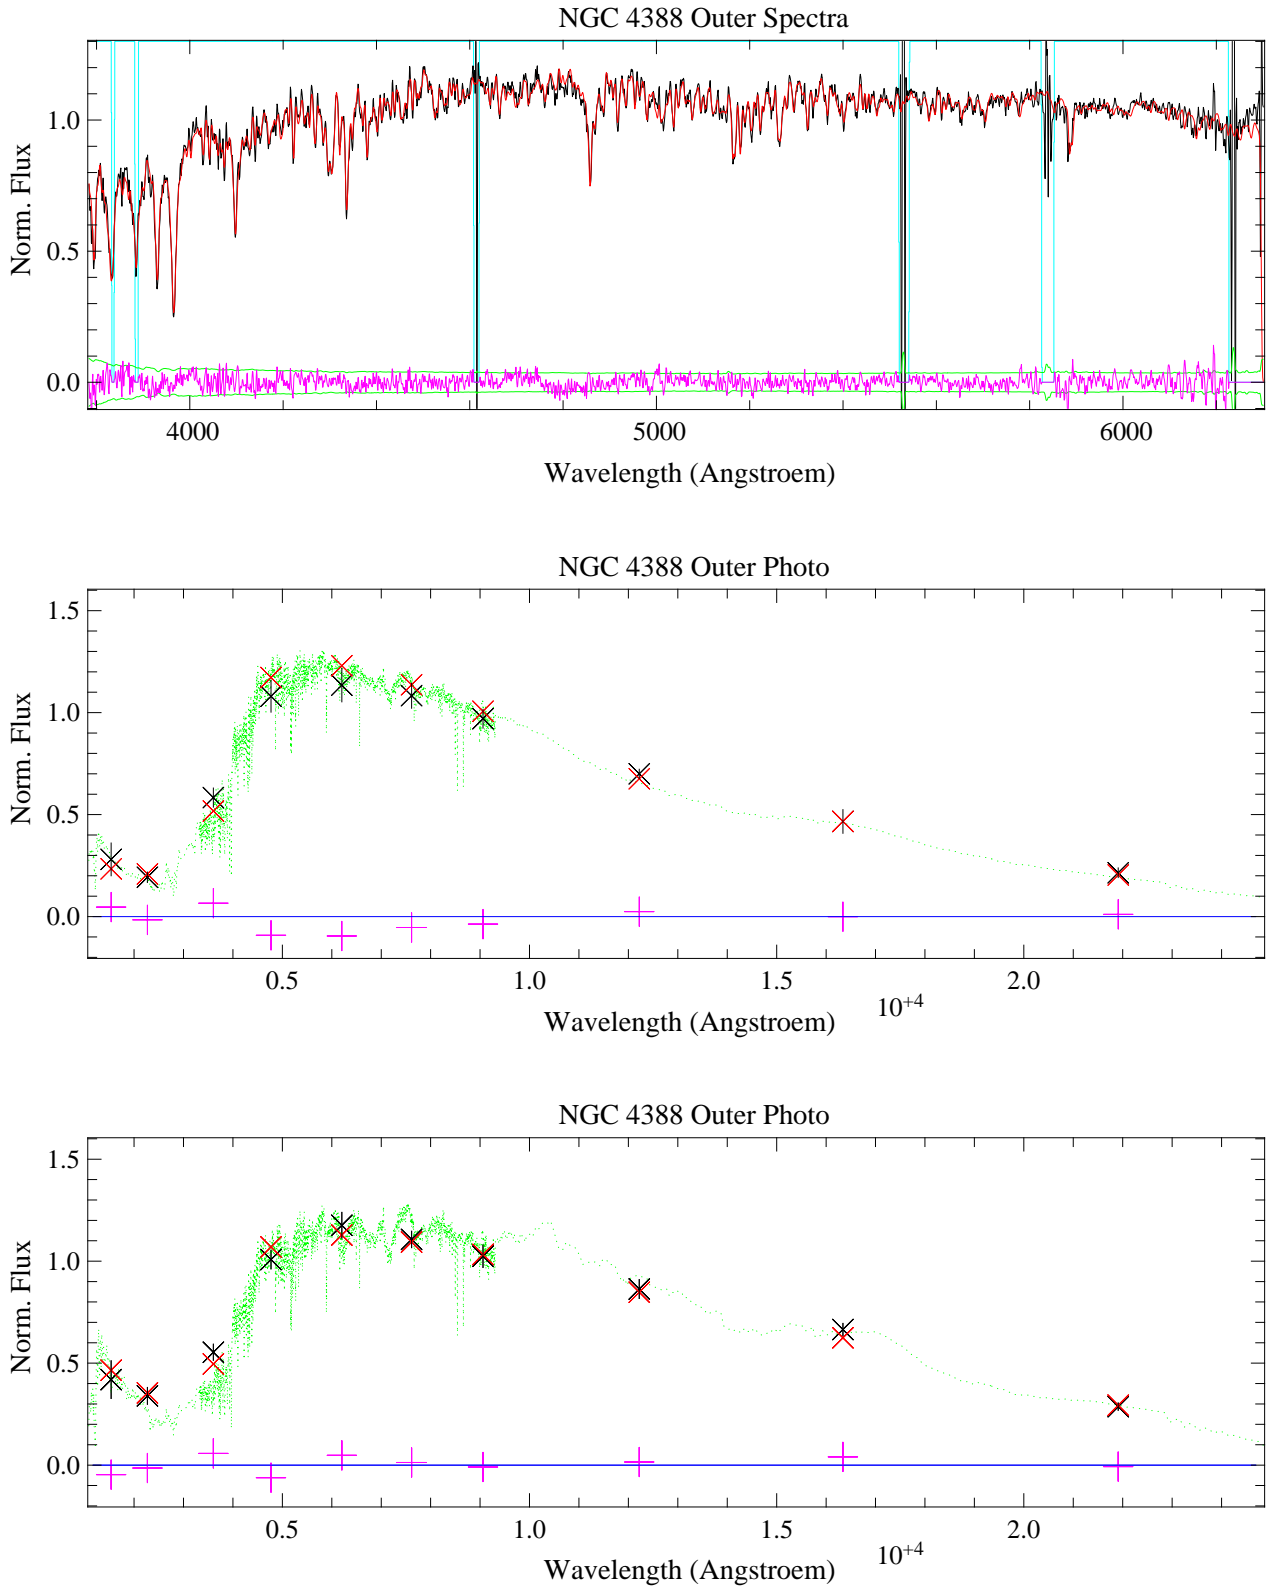 NGC 4388 Outer Spectra
1.0
0.5
0.0
Norm. Flux
4000 5000 6000
Wavelength (Angstroem)
NGC 4388 Outer Photo
1.5
1.0
0.5
0.0
Norm. Flux
0.5 1.0 1.5 2.0
10+4
Wavelength (Angstroem)
NGC 4388 Outer Photo
1.5
1.0
0.5
0.0
Norm. Flux
0.5 1.0 1.5 2.0
10+4
Wavelength (Angstroem)